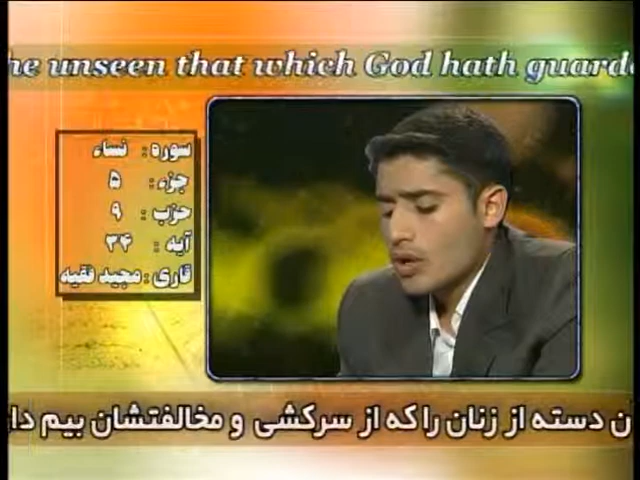 he unseen that which God hath guard
سوره : نساء
جزء : ۵
حزب : ۹
آیه : ۳۴
قاری : مجید فقیه
ن دسته از زنان را که از سرکشی و مخالفتشان بیم دا